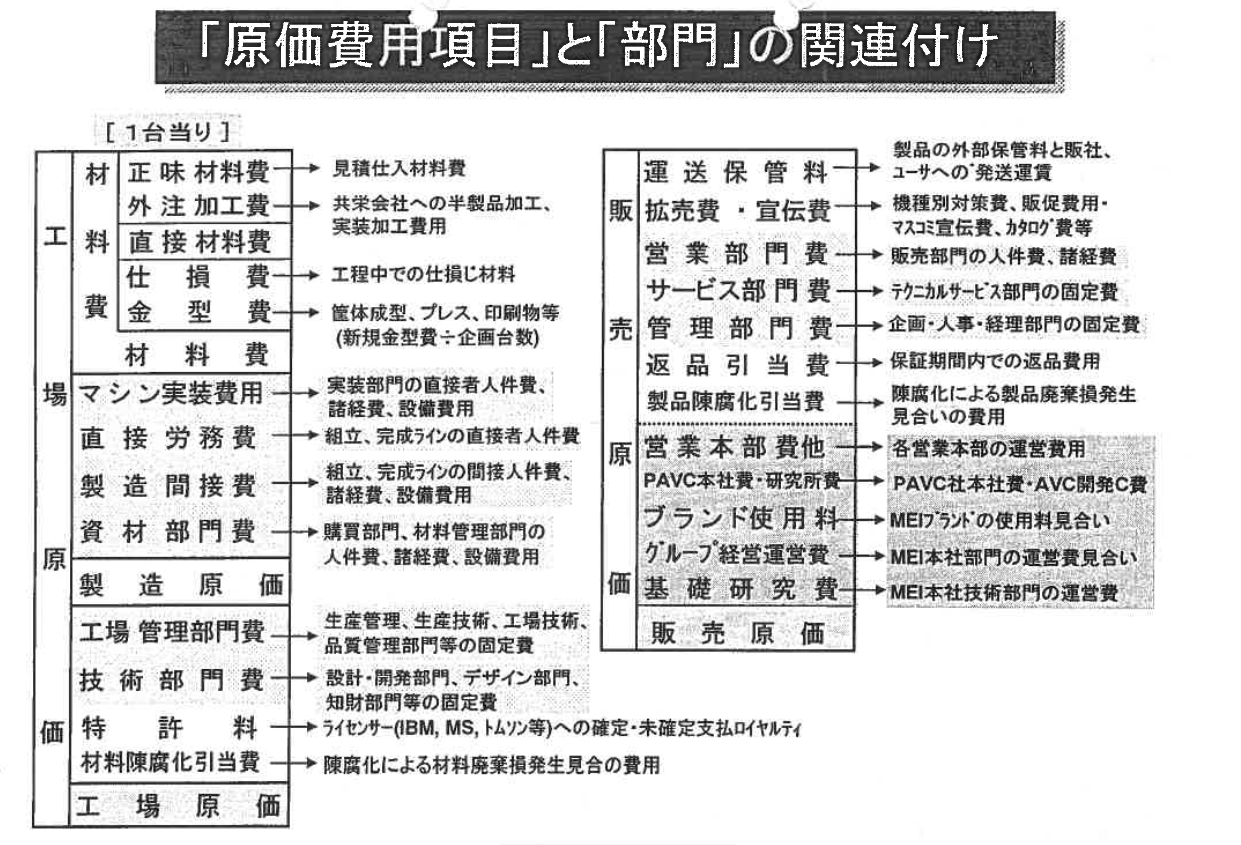 「原価費用項目」と「部門」の関連付け
[ 1台当り ]
工場原価
材料費
正味材料費
見積仕入材料費
外注加工費
共栄会社への半製品加工、
実装加工費用
直接材料費
仕損費
工程中での仕損じ材料
金型費
筐体成型、プレス、印刷物等
(新規金型費÷企画台数)
材料費
マシン実装費用
実装部門の直接者人件費、
諸経費、設備費用
直接労務費
組立、完成ラインの直接者人件費
製造間接費
組立、完成ラインの間接人件費、
諸経費、設備費用
資材部門費
購買部門、材料管理部門の
人件費、諸経費、設備費用
製造原価
工場管理部門費
生産管理、生産技術、工場技術、
品質管理部門等の固定費
技術部門費
設計・開発部門、デザイン部門、
知財部門等の固定費
特許料
ライセンサー(IBM, MS, トムソン等)への確定・未確定支払ロイヤルティ
材料陳腐化引当費
陳腐化による材料廃棄損発生見合の費用
工場原価
販売原価
運送保管料
製品の外部保管料と販社、
ユーザへの発送運賃
拡売費・宣伝費
機種別対策費、販促費用・
マスコミ宣伝費、カタログ費等
営業部門費
販売部門の人件費、諸経費
サービス部門費
テクニカルサービス部門の固定費
管理部門費
企画・人事・経理部門の固定費
返品引当費
保証期間内での返品費用
製品陳腐化引当費
陳腐化による製品廃棄損発生
見合いの費用
営業本部費他
各営業本部の運営費用
PAVC本社費・研究所費
PAVC社本社費・AVC開発C費
ブランド使用料
MEIブランドの使用料見合い
グループ経営運営費
MEI本社部門の運営費見合い
基礎研究費
MEI本社技術部門の運営費
販売原価